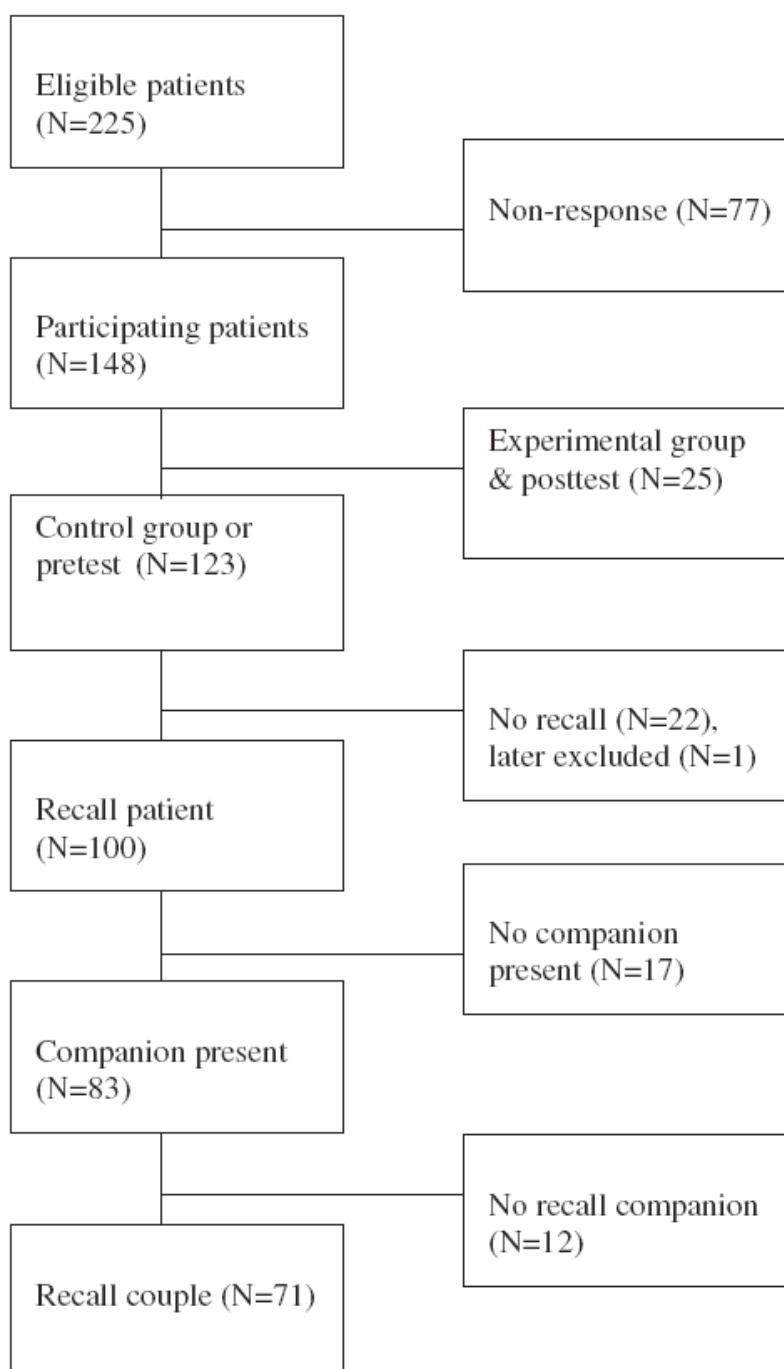 Eligible patients
(N=225)
Non-response (N=77)
Participating patients
(N=148)
Experimental group
& posttest (N=25)
Control group or
pretest (N=123)
No recall (N=22),
later excluded (N=1)
Recall patient
(N=100)
No companion
present (N=17)
Companion present
(N=83)
No recall companion
(N=12)
Recall couple (N=71)